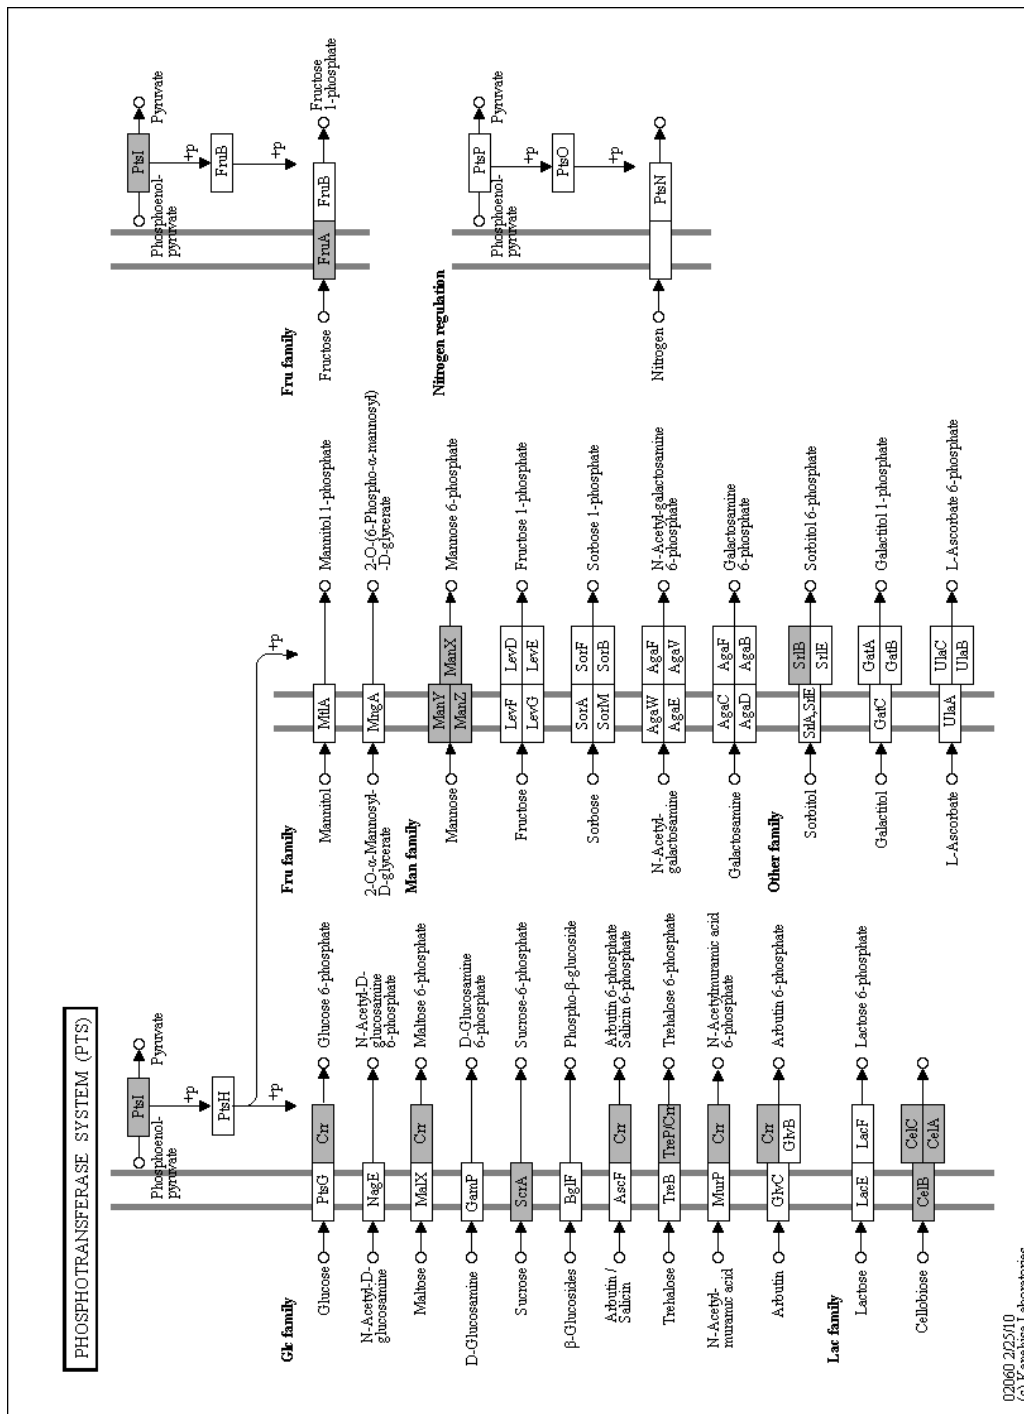 PHOSPHOTRANSFERASE SYSTEM (PTS)
Phosphoenol-
pyruvate
PtsI
Pyruvate
+p
PtsH
+p
+p
Glc family
Glucose
PtsG
Crr
Glucose 6-phosphate
N-Acetyl-D-
glucosamine
NagE
N-Acetyl-D-
glucosamine
6-phosphate
Maltose
MalX
Crr
Maltose 6-phosphate
D-Glucosamine
GamP
D-Glucosamine
6-phosphate
Sucrose
ScrA
Sucrose-6-phosphate
β-Glucosides
BglF
Phospho-β-glucoside
Arbutin /
Salicin
AscF
Crr
Arbutin 6-phosphate
Salicin 6-phosphate
Trehalose
TreB
TreP/Crr
Trehalose 6-phosphate
N-Acetyl-
muramic acid
MurP
Crr
N-Acetylmuramic acid
6-phosphate
Arbutin
GlvC
Crr
GlvB
Arbutin 6-phosphate
Lac family
Lactose
LacE
LacF
Lactose 6-phosphate
Cellobiose
CelB
CelC
CelA
Fru family
Mannitol
MtlA
Mannitol 1-phosphate
2-O-α-Mannosyl-
D-glycerate
MngA
2-O-(6-Phospho-α-mannosyl)
-D-glycerate
Man family
Mannose
ManY
ManZ
ManX
Mannose 6-phosphate
Fructose
LevF
LevG
LevD
LevE
Fructose 1-phosphate
Sorbose
SorA
SorM
SorF
SorB
Sorbose 1-phosphate
N-Acetyl-
galactosamine
AgaW
AgaE
AgaF
AgaV
N-Acetyl-galactosamine
6-phosphate
Galactosamine
AgaC
AgaD
AgaF
AgaB
Galactosamine
6-phosphate
Other family
Sorbitol
SrlA,SrlE
SrlB
SrlE
Sorbitol 6-phosphate
Galactitol
GatC
GatA
GatB
Galactitol 1-phosphate
L-Ascorbate
UlaA
UlaC
UlaB
L-Ascorbate 6-phosphate
Phosphoenol-
pyruvate
PtsI
Pyruvate
+p
FruB
+p
Fru family
Fructose
FruA
FruB
Fructose
1-phosphate
Nitrogen regulation
Phosphoenol-
pyruvate
PtsP
Pyruvate
+p
PtsO
+p
Nitrogen
PtsN
02060 2/25/10
(c) Kanehisa Laboratories